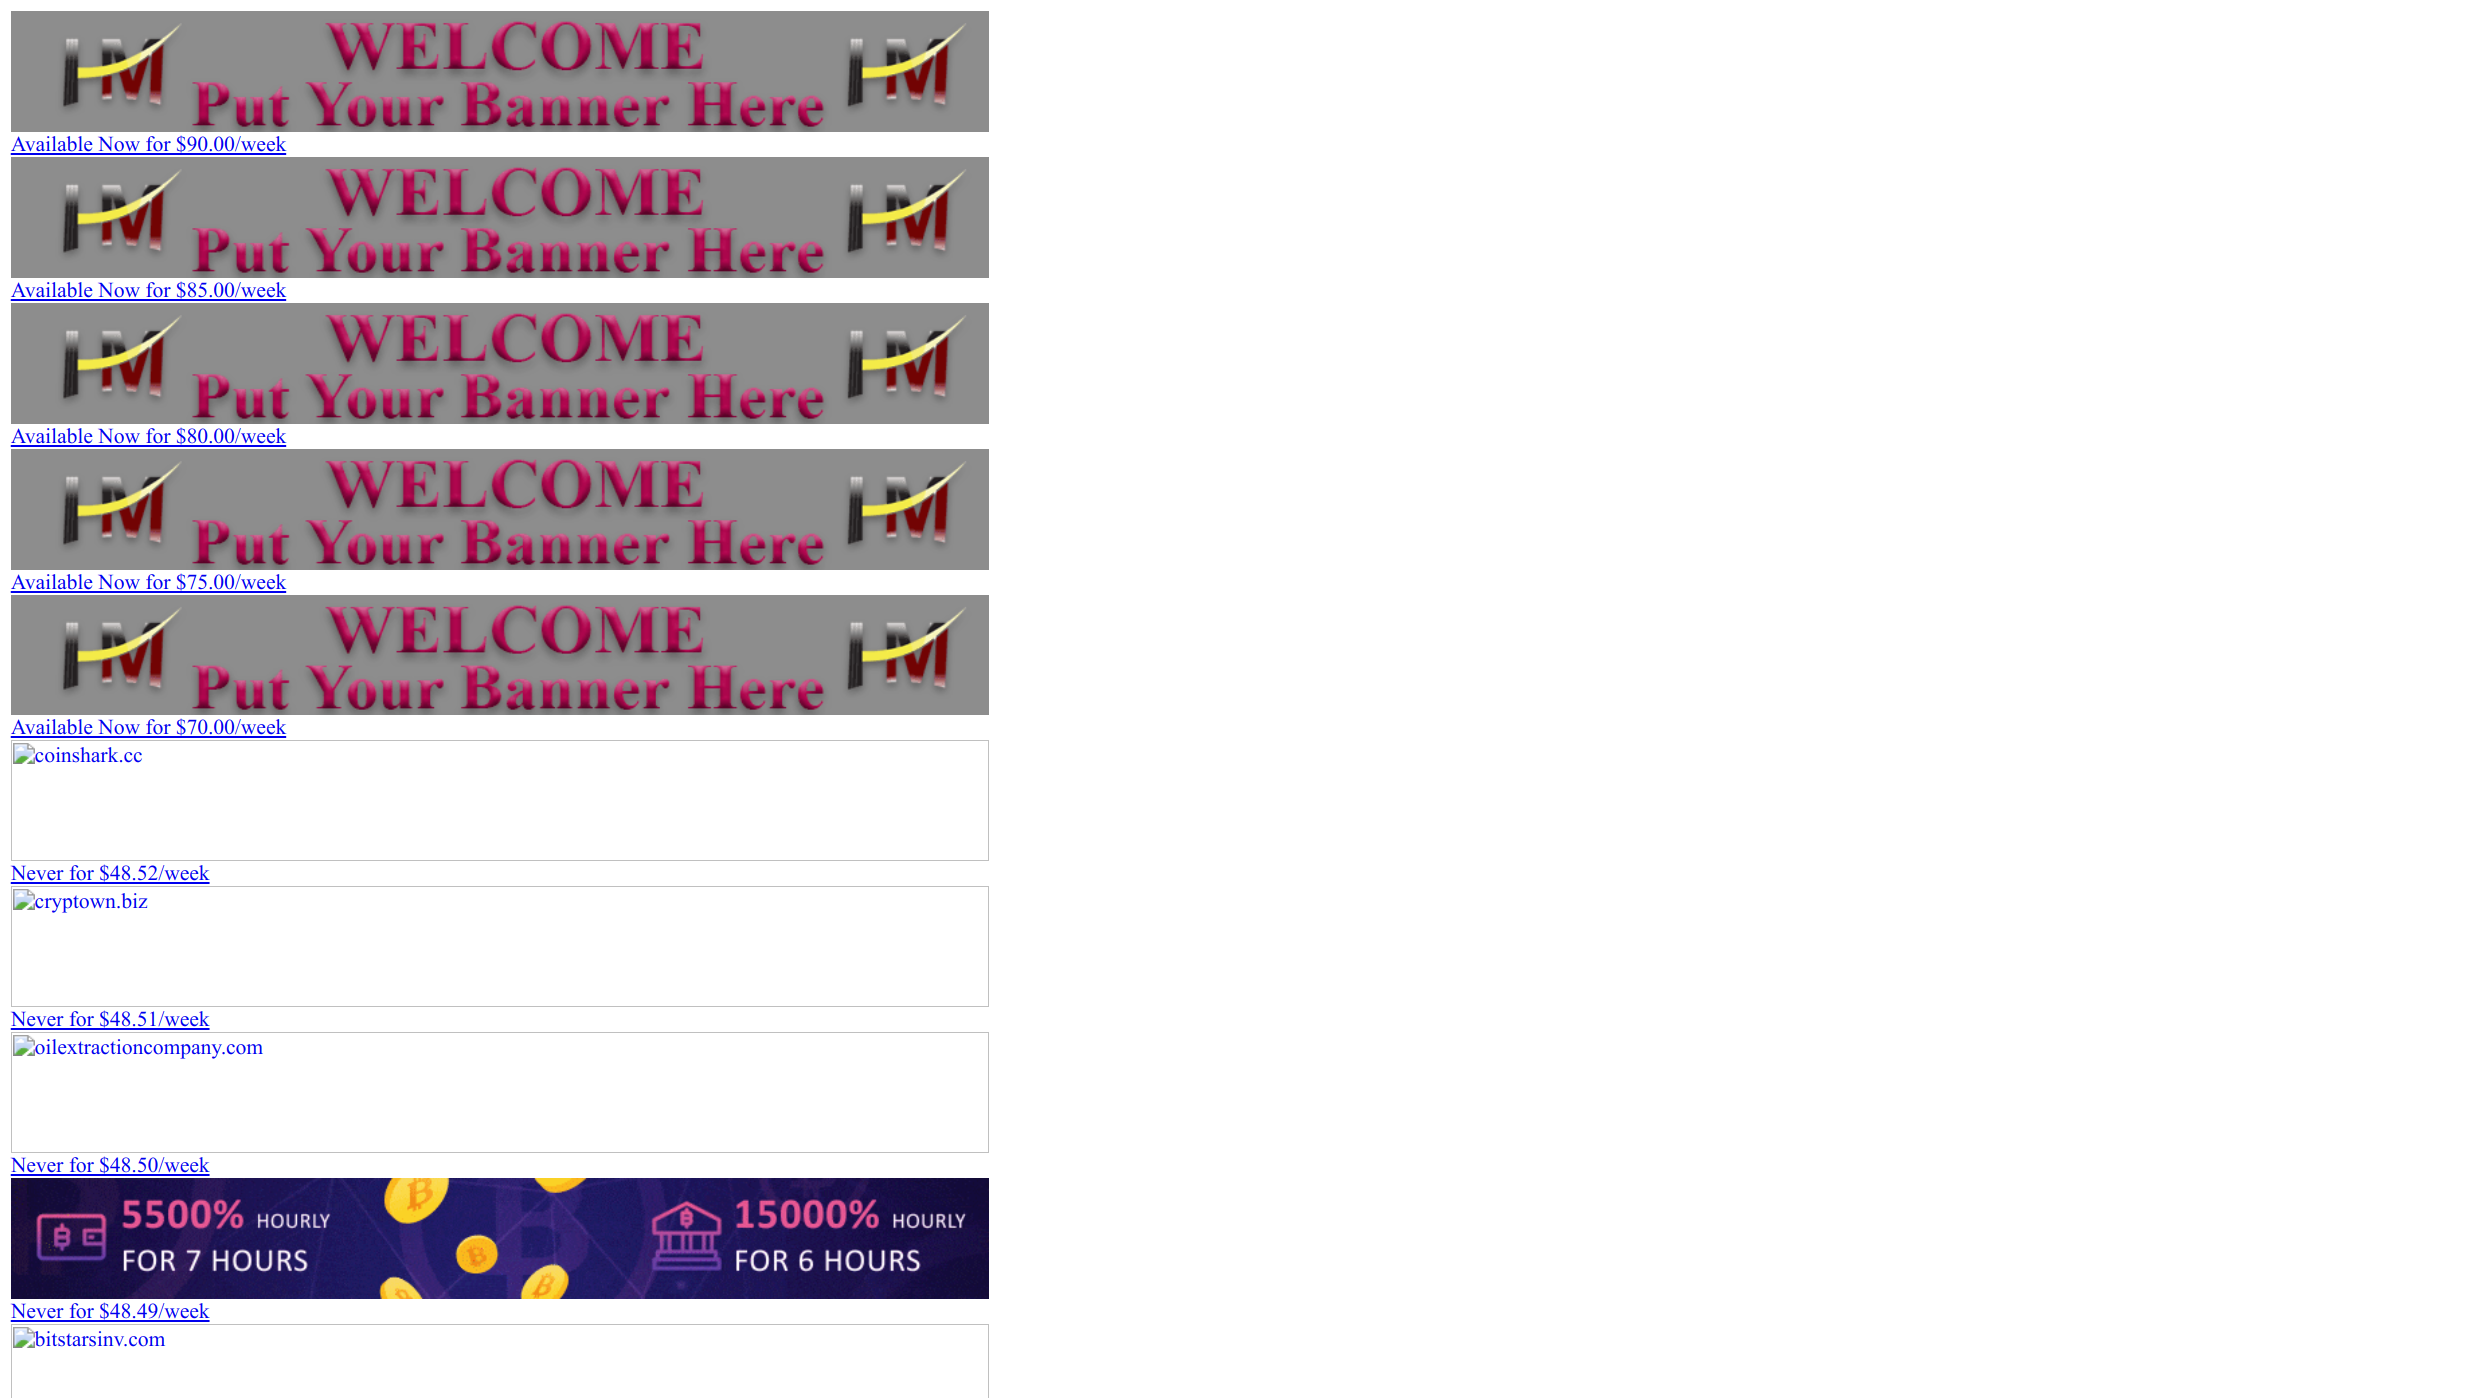 HM WELCOME HM
Put Your Banner Here
Available Now for $90.00/week
HM WELCOME HM
Put Your Banner Here
Available Now for $85.00/week
HM WELCOME HM
Put Your Banner Here
Available Now for $80.00/week
HM WELCOME HM
Put Your Banner Here
Available Now for $75.00/week
HM WELCOME HM
Put Your Banner Here
Available Now for $70.00/week
coinshark.cc
Never for $48.52/week
cryptown.biz
Never for $48.51/week
oilextractioncompany.com
Never for $48.50/week
5500% HOURLY 15000% HOURLY
FOR 7 HOURS FOR 6 HOURS
Never for $48.49/week
bitstarsinv.com